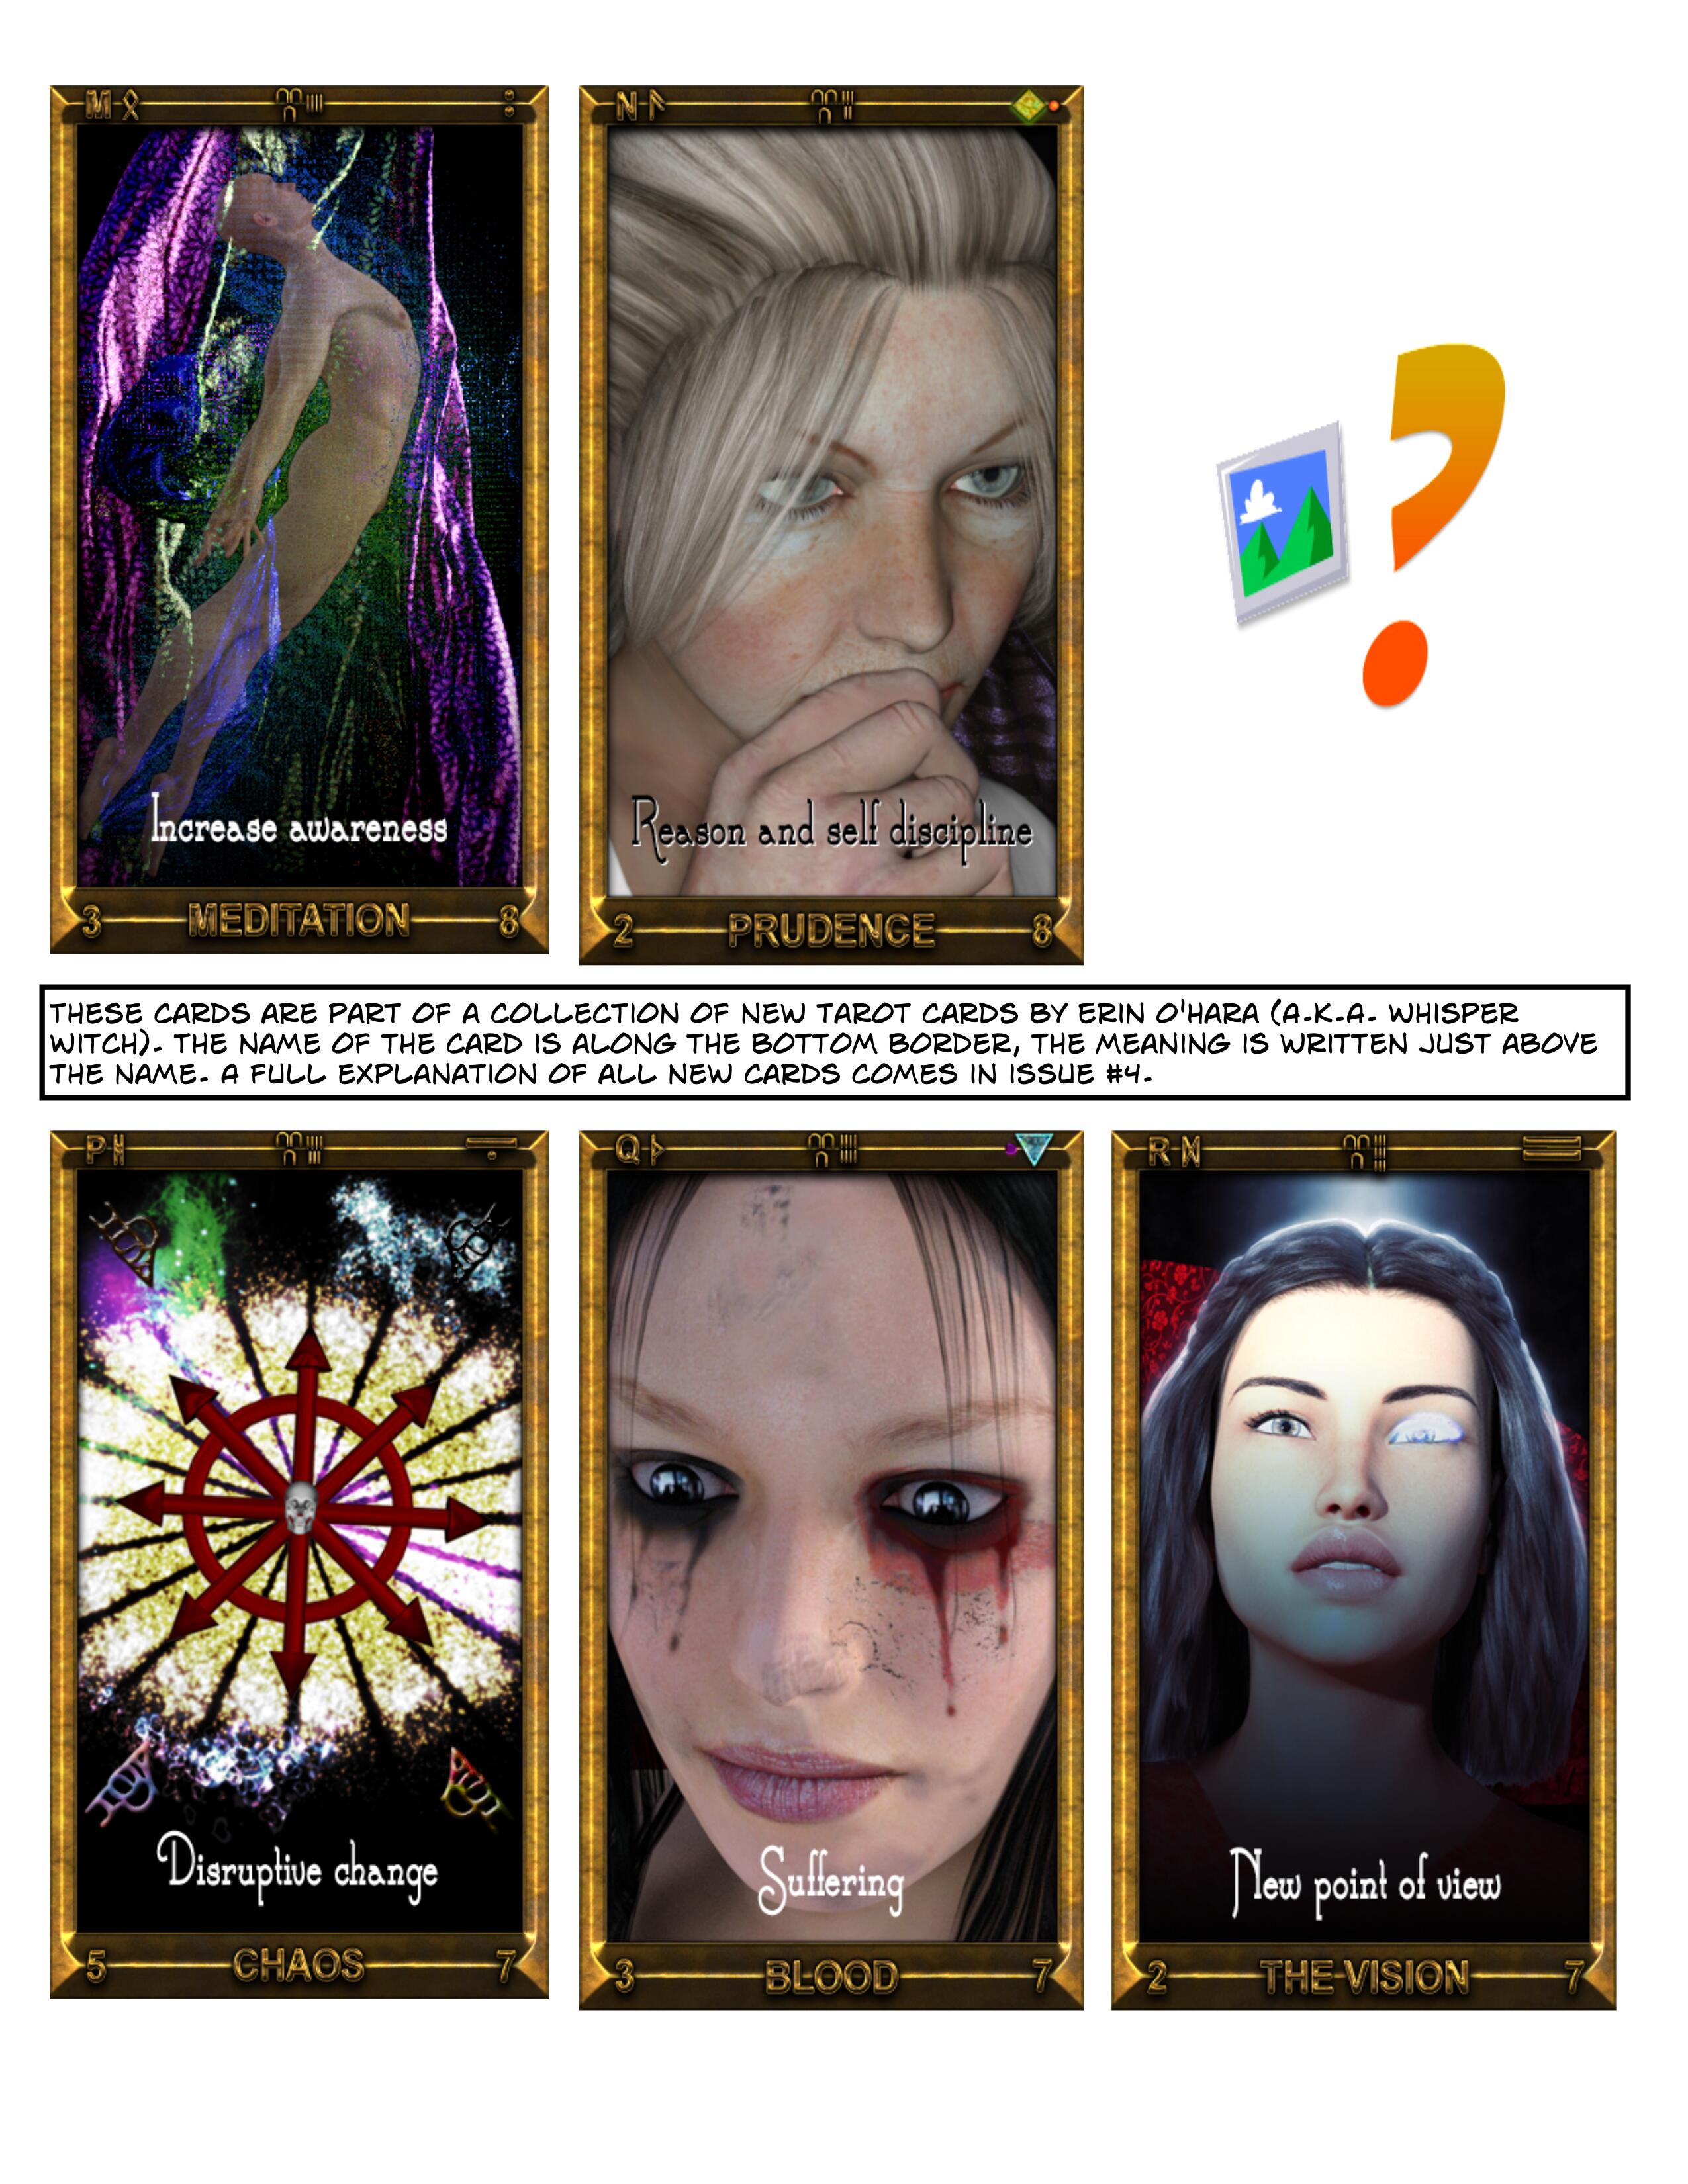 M
Increase awareness
3 MEDITATION 8
N
Reason and self discipline
2 PRUDENCE 8
THESE CARDS ARE PART OF A COLLECTION OF NEW TAROT CARDS BY ERIN O'HARA (A.K.A. WHISPER
WITCH). THE NAME OF THE CARD IS ALONG THE BOTTOM BORDER, THE MEANING IS WRITTEN JUST ABOVE
THE NAME. A FULL EXPLANATION OF ALL NEW CARDS COMES IN ISSUE #4.
P
Disruptive change
5 CHAOS 7
Q
Suffering
3 BLOOD 7
R
New point of view
2 THE VISION 7